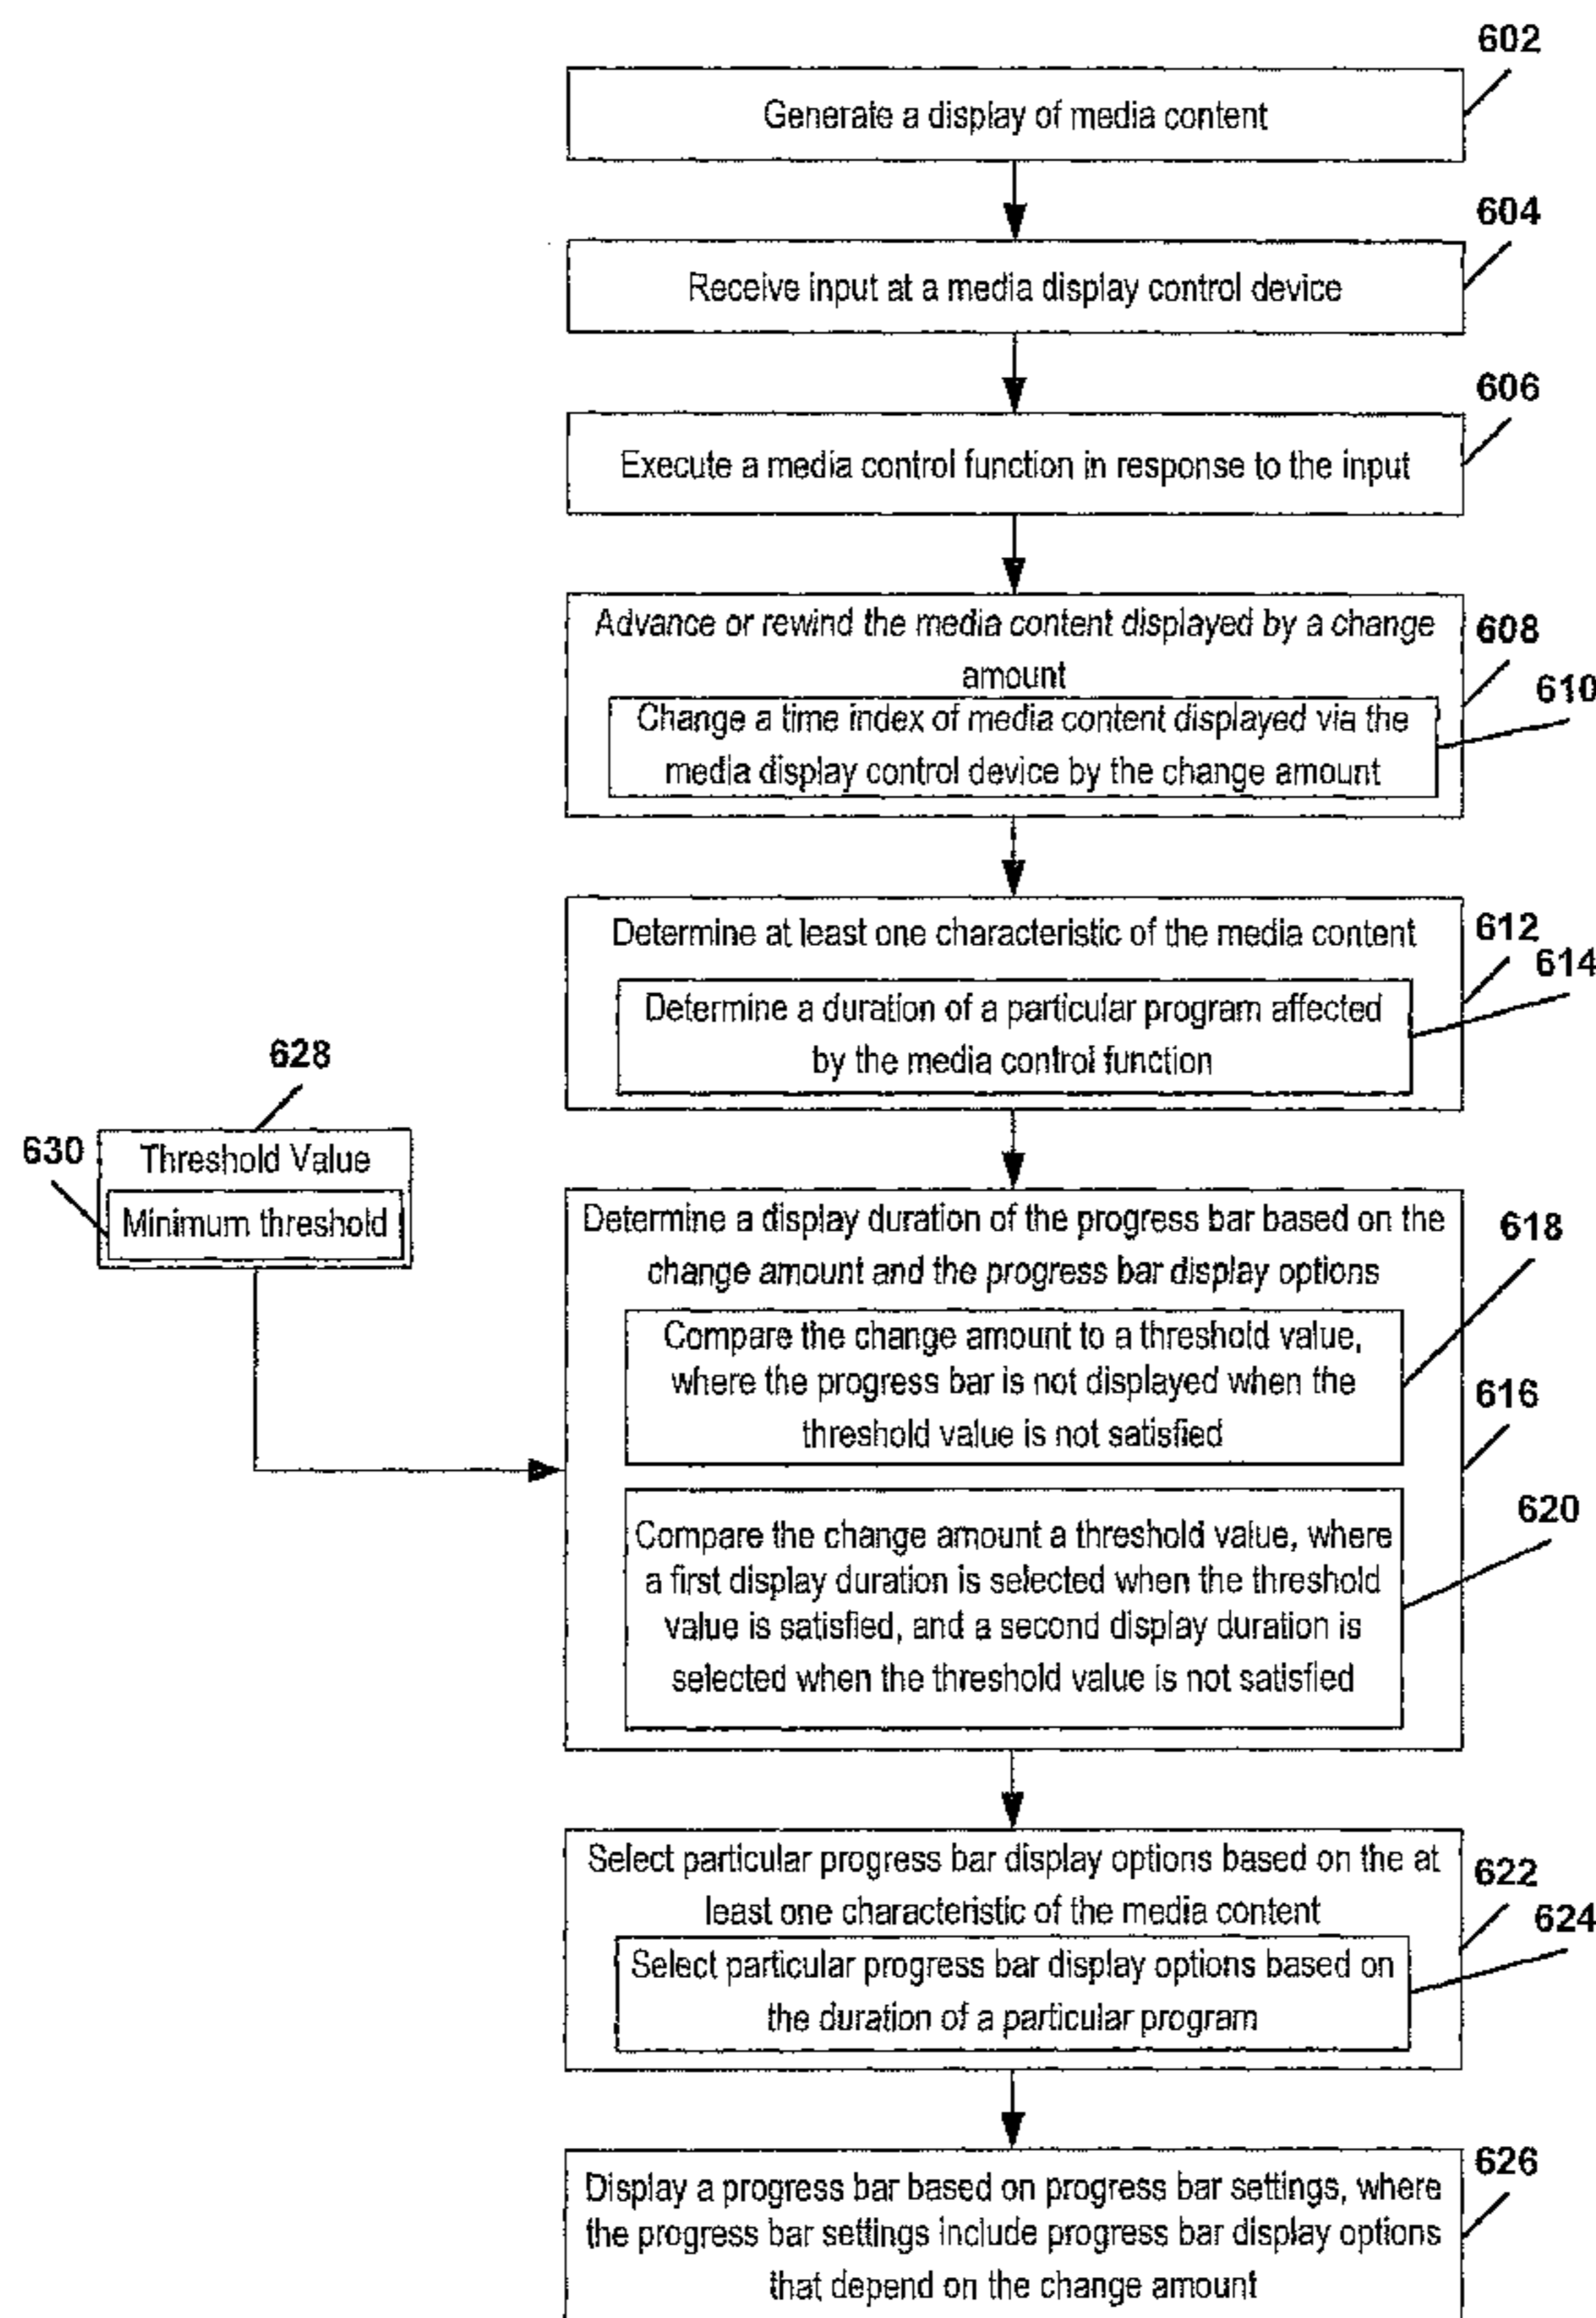 602
Generate a display of media content
604
Receive input at a media display control device
606
Execute a media control function in response to the input
Advance or rewind the media content displayed by a change
amount
608
610
Change a time index of media content displayed via the
media display control device by the change amount
Determine at least one characteristic of the media content
612
614
Determine a duration of a particular program affected
by the media control function
628
630
Threshold Value
Minimum threshold
Determine a display duration of the progress bar based on the
change amount and the progress bar display options
618
Compare the change amount to a threshold value,
where the progress bar is not displayed when the
threshold value is not satisfied
616
620
Compare the change amount a threshold value, where
a first display duration is selected when the threshold
value is satisfied, and a second display duration is
selected when the threshold value is not satisfied
Select particular progress bar display options based on the at
least one characteristic of the media content
622
624
Select particular progress bar display options based on
the duration of a particular program
626
Display a progress bar based on progress bar settings, where
the progress bar settings include progress bar display options
that depend on the change amount